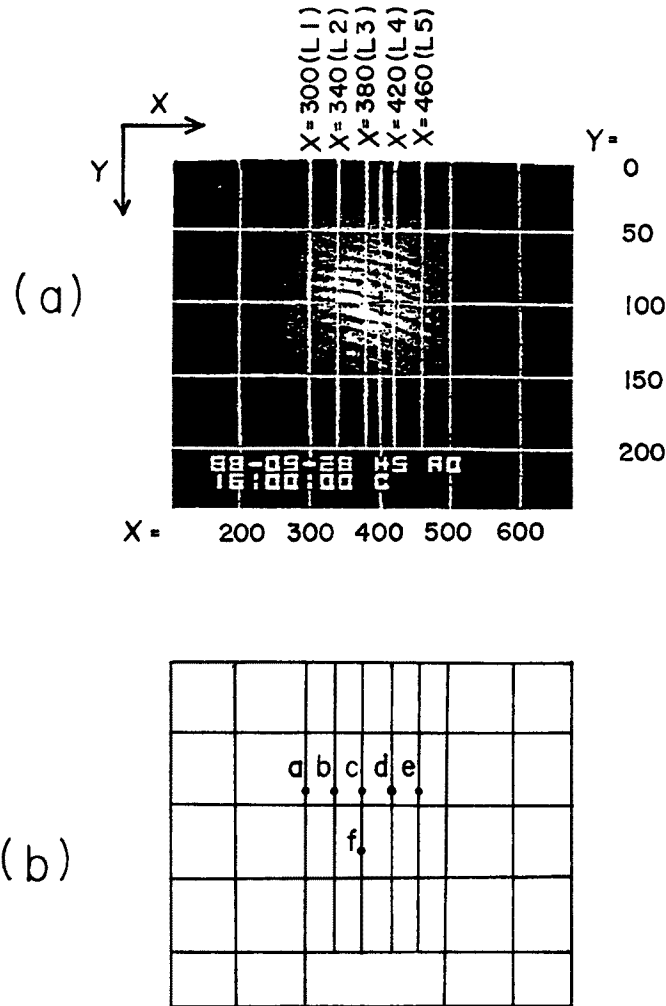 X=300(L1)
X=340(L2)
X=380(L3)
X=420(L4)
X=460(L5)
X
Y
Y=
0
50
(a)
100
150
200
88-09-28 HS A0
16:00:00 C
X= 200 300 400 500 600
a b c d e
f
(b)